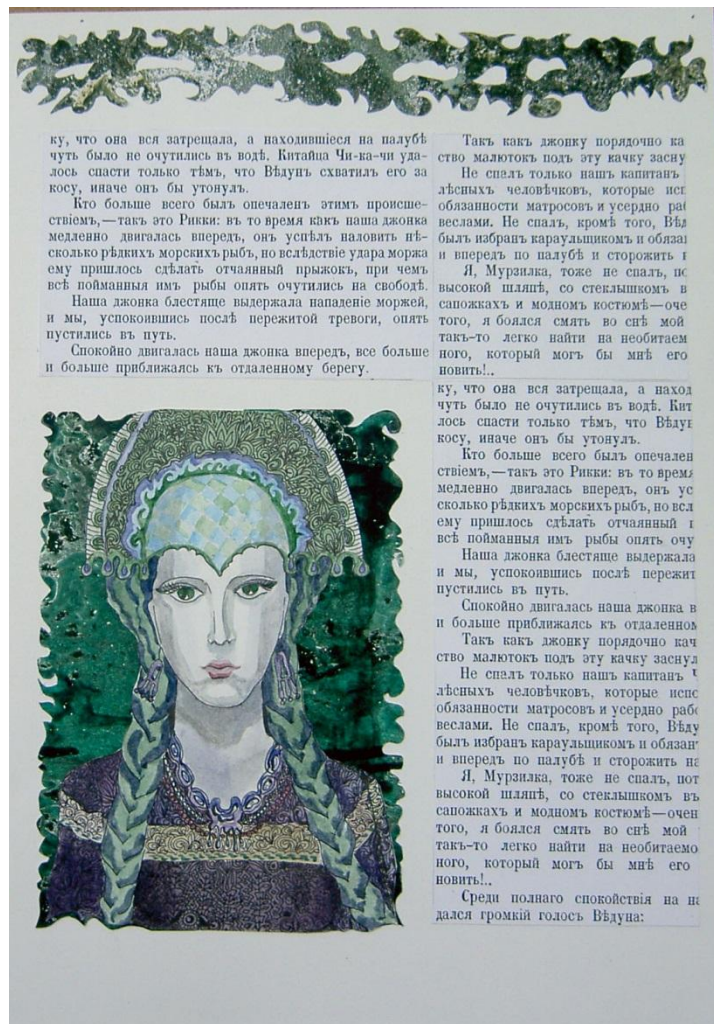 ку, что она вся затрещала, а находившіеся на палубѣ
чуть было не очутились въ водѣ. Китайца Чи-ка-чи уда-
лось спасти только тѣмъ, что Вѣдунъ схватилъ его за
косу, иначе онъ бы утонулъ.
Кто больше всего былъ опечаленъ этимъ происше-
ствіемъ,—такъ это Рикки: въ то время какъ наша джонка
медленно двигалась впередъ, онъ успѣлъ наловить нѣ-
сколько рѣдкихъ морскихъ рыбъ, но вслѣдствіе удара моржа
ему пришлось сдѣлать отчаянный прыжокъ, при чемъ
всѣ пойманныя имъ рыбы опять очутились на свободѣ.
Наша джонка блестяще выдержала нападеніе моржей,
и мы, успокоившись послѣ пережитой тревоги, опять
пустились въ путь.
Спокойно двигалась наша джонка впередъ, все больше
и больше приближаясь къ отдаленному берегу.
Такъ какъ джонку порядочно ка
ство малютокъ подъ эту качку засну
Не спалъ только нашъ капитанъ
лѣсныхъ человѣчковъ, которые исп
обязанности матросовъ и усердно раб
веслами. Не спалъ, кромѣ того, Вѣд
былъ избранъ караульщикомъ и обяза
и впередъ по палубѣ и сторожить
Я, Мурзилка, тоже не спалъ, по
высокой шляпѣ, со стеклышкомъ в
сапожкахъ и модномъ костюмѣ—оче
того, я боялся смять во снѣ мой
такъ-то легко найти на необитаем
ного, который могъ бы мнѣ его
новить!..
ку, что она вся затрещала, а наход
чуть было не очутились въ водѣ. Кит
лось спасти только тѣмъ, что Вѣдун
косу, иначе онъ бы утонулъ.
Кто больше всего былъ опечален
ствіемъ,—такъ это Рикки: въ то время
медленно двигалась впередъ, онъ ус
сколько рѣдкихъ морскихъ рыбъ, но всл
ему пришлось сдѣлать отчаянный
всѣ пойманныя имъ рыбы опять очу
Наша джонка блестяще выдержала
и мы, успокоившись послѣ пережит
пустились въ путь.
Спокойно двигалась наша джонка в
и больше приближаясь къ отдаленном
Такъ какъ джонку порядочно кач
ство малютокъ подъ эту качку заснул
Не спалъ только нашъ капитанъ Ч
лѣсныхъ человѣчковъ, которые испо
обязанности матросовъ и усердно рабо
веслами. Не спалъ, кромѣ того, Вѣду
былъ избранъ караульщикомъ и обязан
и впередъ по палубѣ и сторожить на
Я, Мурзилка, тоже не спалъ, пот
высокой шляпѣ, со стеклышкомъ въ
сапожкахъ и модномъ костюмѣ—очен
того, я боялся смять во снѣ мой
такъ-то легко найти на необитаемо
ного, который могъ бы мнѣ его
новить!..
Среди полнаго спокойствія на на
дался громкій голосъ Вѣдуна: